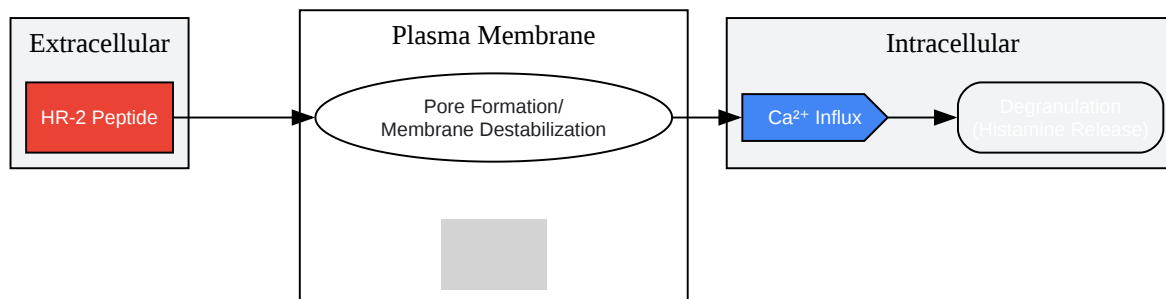 Extracellular
HR-2 Peptide
Plasma Membrane
Pore Formation/
Membrane Destabilization
Intracellular
Ca²⁺ Influx
Degranulation
(Histamine Release)